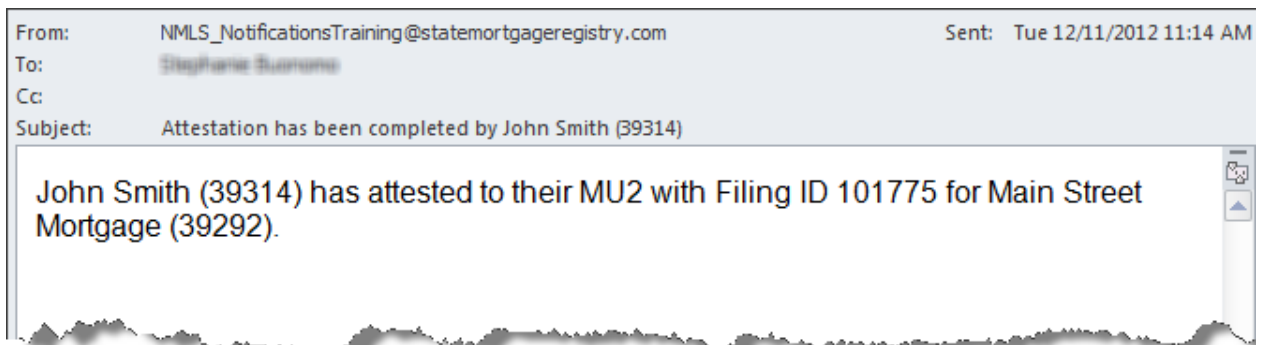 From: NMLS_NotificationsTraining@statemortgageregistry.com Sent: Tue 12/11/2012 11:14 AM
To:
Cc:
Subject: Attestation has been completed by John Smith (39314)
John Smith (39314) has attested to their MU2 with Filing ID 101775 for Main Street
Mortgage (39292).